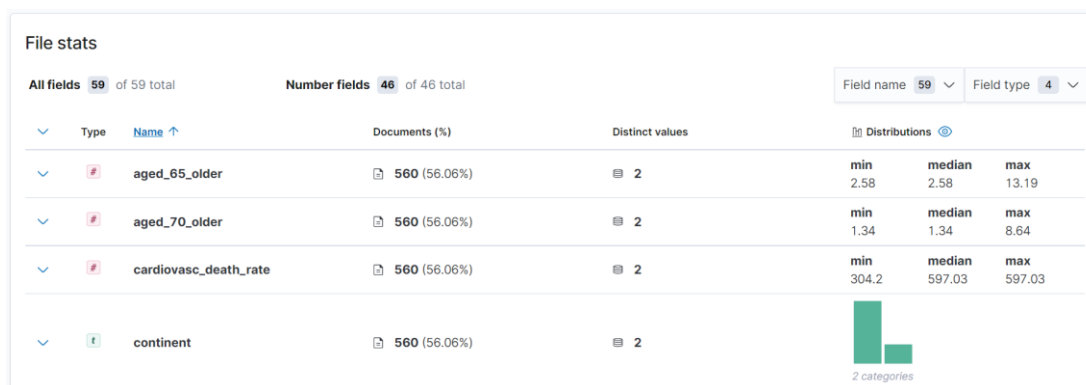 File stats
All fields 59 of 59 total Number fields 46 of 46 total Field name 59 Field type 4
Type Name ↑ Documents (%) Distinct values Distributions
# aged_65_older 560 (56.06%) 2 min median max
2.58 2.58 13.19
# aged_70_older 560 (56.06%) 2 min median max
1.34 1.34 8.64
# cardiovasc_death_rate 560 (56.06%) 2 min median max
304.2 597.03 597.03
t continent 560 (56.06%) 2
2 categories